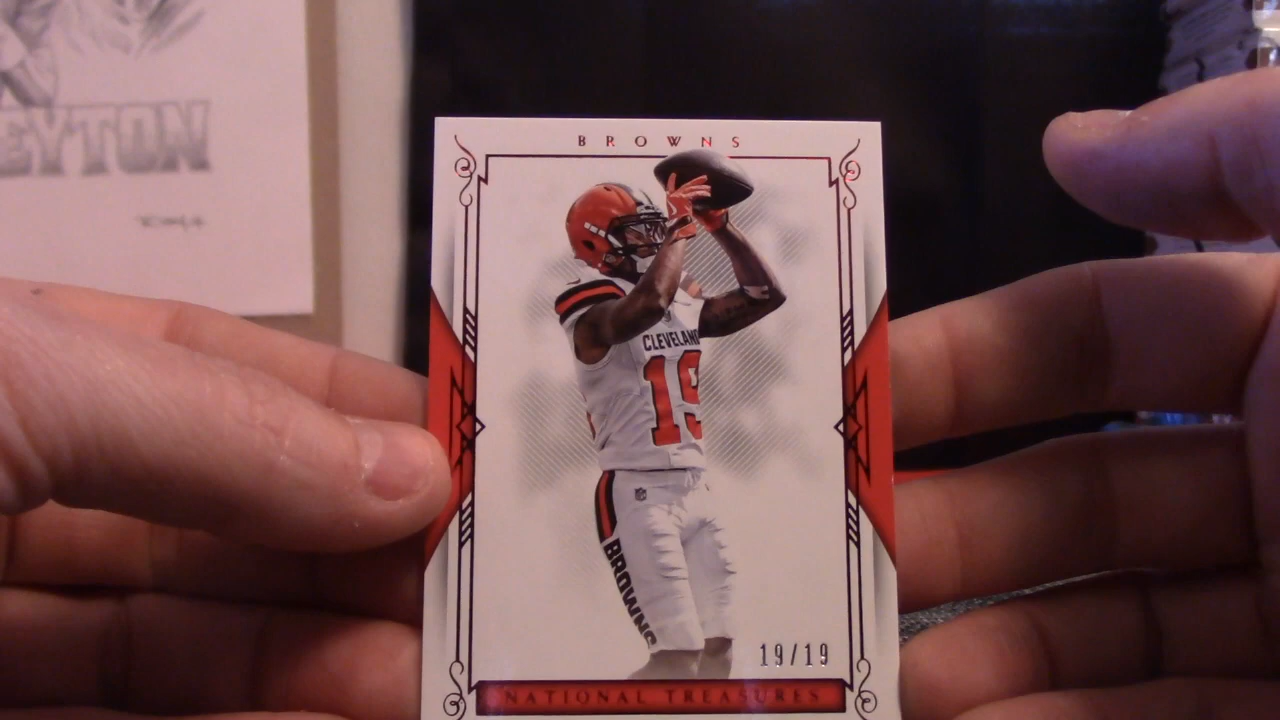 EYTON
BROWNS
CLEVELAND
19
BROWNS
19/19
NATIONAL TREASURES